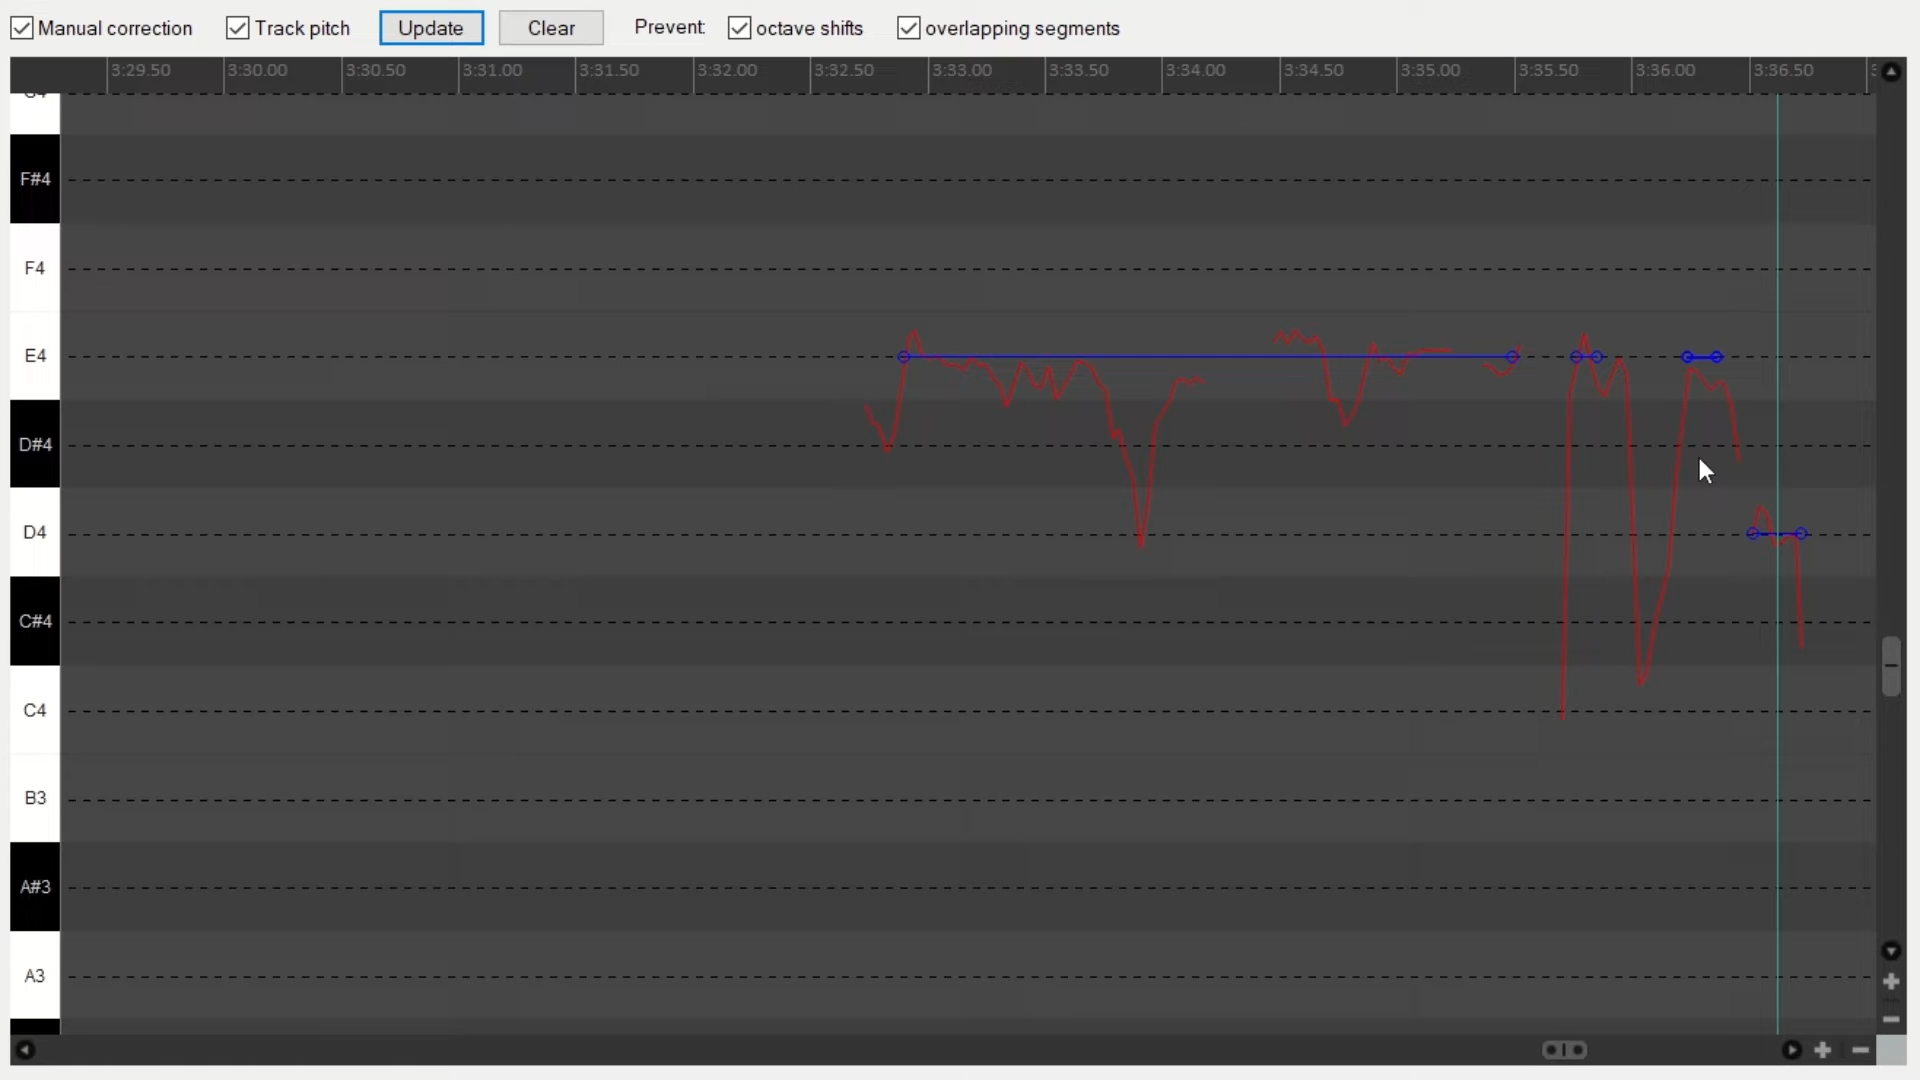 Manual correction Track pitch Update Clear Prevent: octave shifts overlapping segments
3:29.50 3:30.00 3:30.50 3:31.00 3:31.50 3:32.00 3:32.50 3:33.00 3:33.50 3:34.00 3:34.50 3:35.00 3:35.50 3:36.00 3:36.50
F#4
F4
E4
D#4
D4
C#4
C4
B3
A#3
A3